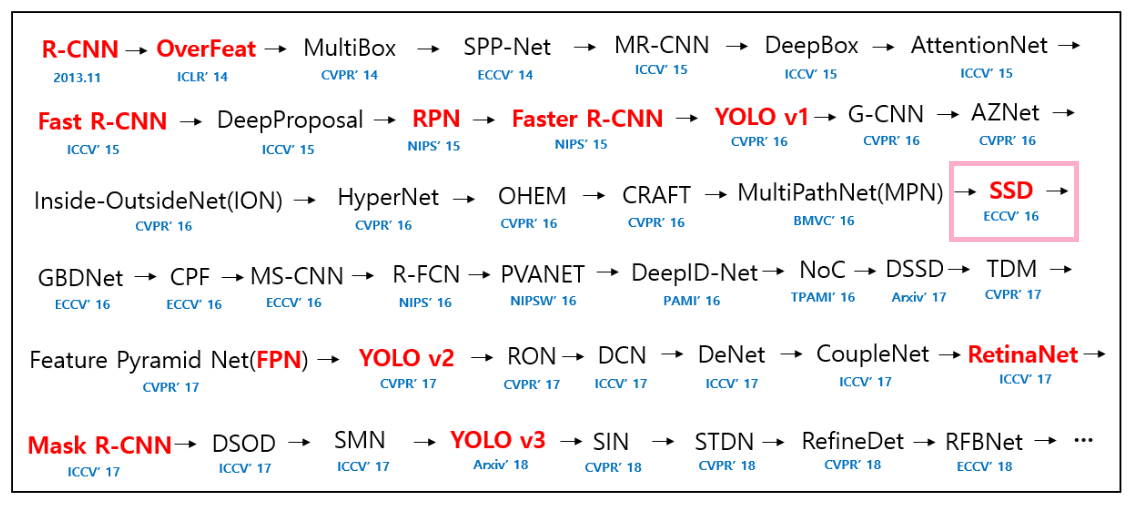 R-CNN → OverFeat → MultiBox → SPP-Net → MR-CNN → DeepBox → AttentionNet →
2013.11 ICLR' 14 CVPR' 14 ECCV' 14 ICCV' 15 ICCV' 15 ICCV' 15
Fast R-CNN → DeepProposal → RPN → Faster R-CNN → YOLO v1 → G-CNN → AZNet →
ICCV' 15 ICCV' 15 NIPS' 15 NIPS' 15 CVPR' 16 CVPR' 16 CVPR' 16
Inside-OutsideNet(ION) → HyperNet → OHEM → CRAFT → MultiPathNet(MPN) → SSD →
CVPR' 16 CVPR' 16 CVPR' 16 CVPR' 16 BMVC' 16 ECCV' 16
GBDNet → CPF → MS-CNN → R-FCN → PVANET → DeepID-Net → NoC → DSSD → TDM →
ECCV' 16 ECCV' 16 ECCV' 16 NIPS' 16 NIPSW' 16 PAMI' 16 TPAMI' 16 Arxiv' 17 CVPR' 17
Feature Pyramid Net(FPN) → YOLO v2 → RON → DCN → DeNet → CoupleNet → RetinaNet →
CVPR' 17 CVPR' 17 CVPR' 17 ICCV' 17 ICCV' 17 ICCV' 17 ICCV' 17
Mask R-CNN → DSOD → SMN → YOLO v3 → SIN → STDN → RefineDet → RFBNet → ···
ICCV' 17 ICCV' 17 ICCV' 17 Arxiv' 18 CVPR' 18 CVPR' 18 CVPR' 18 ECCV' 18